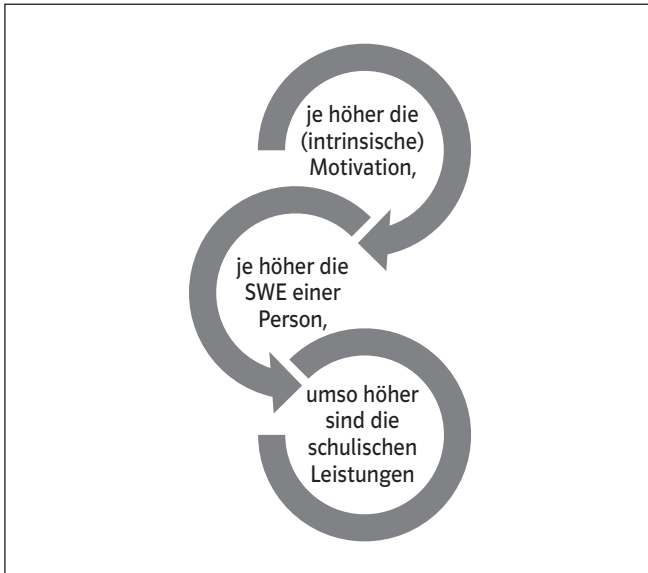 je höher die
(intrinsische)
Motivation,
je höher die
SWE einer
Person,
umso höher
sind die
schulischen
Leistungen